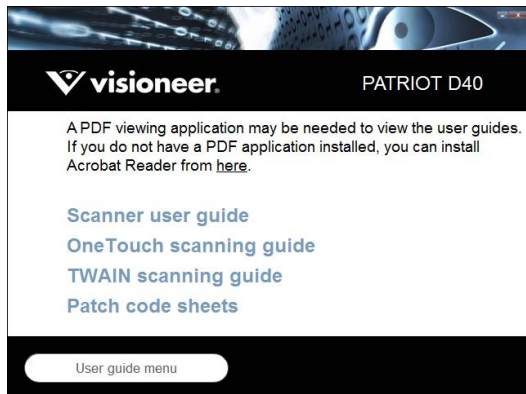 visioneer®
PATRIOT D40
A PDF viewing application may be needed to view the user guides.
If you do not have a PDF application installed, you can install
Acrobat Reader from here.
Scanner user guide
OneTouch scanning guide
TWAIN scanning guide
Patch code sheets
User guide menu